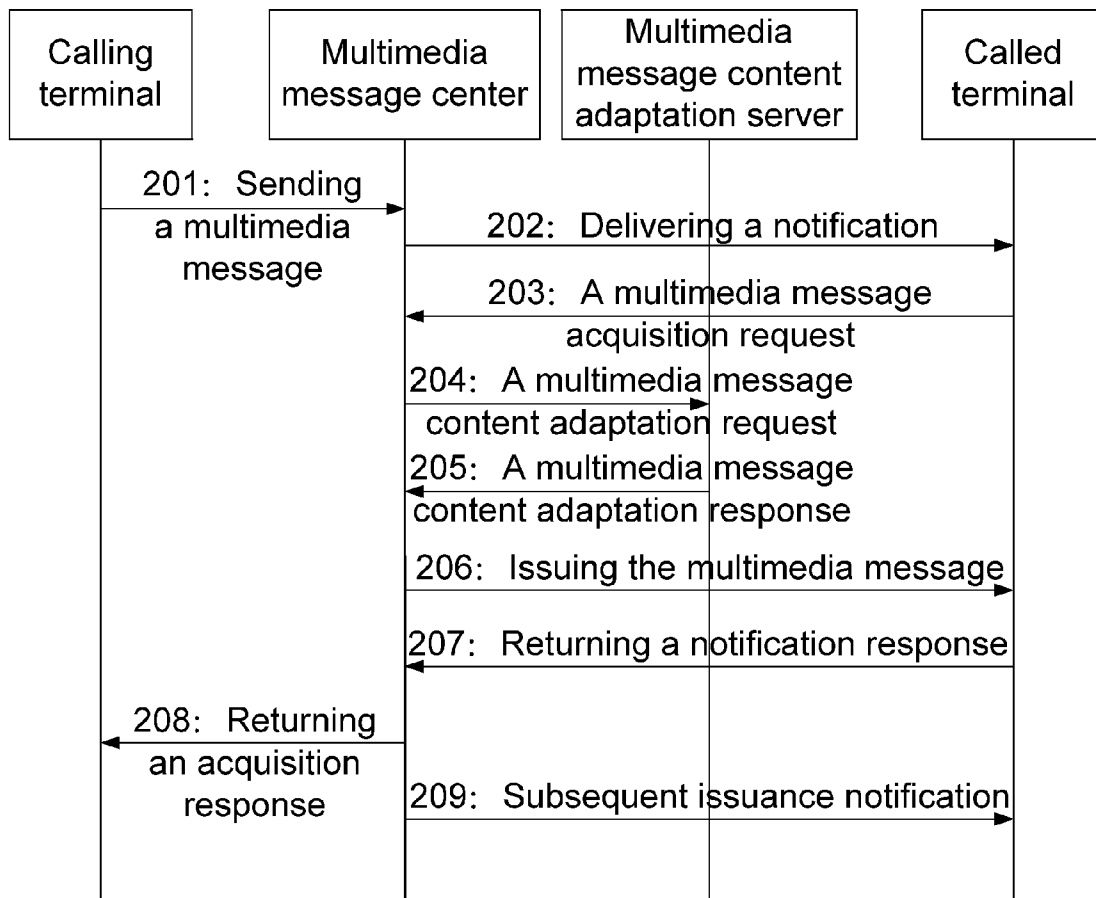 Calling
terminal
Multimedia
message center
Multimedia
message content
adaptation server
Called
terminal
201: Sending
a multimedia
message
202: Delivering a notification
203: A multimedia message
acquisition request
204: A multimedia message
content adaptation request
205: A multimedia message
content adaptation response
206: Issuing the multimedia message
207: Returning a notification response
208: Returning
an acquisition
response
209: Subsequent issuance notification